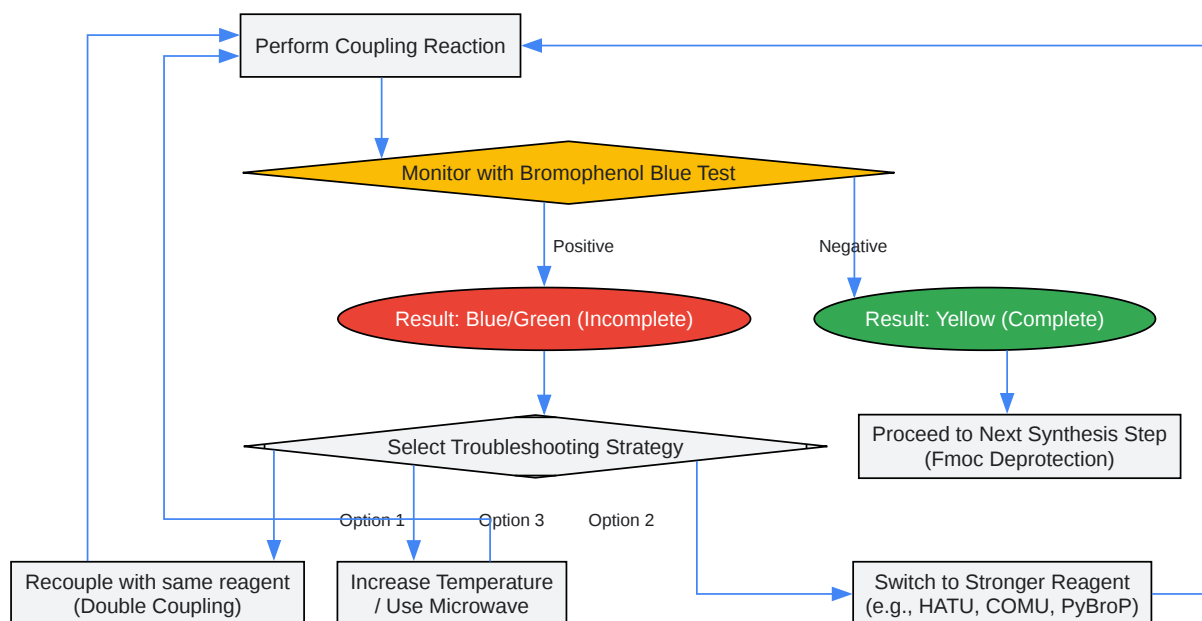 Perform Coupling Reaction
Monitor with Bromophenol Blue Test
Positive
Negative
Result: Blue/Green (Incomplete)
Result: Yellow (Complete)
Select Troubleshooting Strategy
Proceed to Next Synthesis Step
(Fmoc Deprotection)
Option 1
Option 3
Option 2
Recouple with same reagent
(Double Coupling)
Increase Temperature
/ Use Microwave
Switch to Stronger Reagent
(e.g., HATU, COMU, PyBroP)